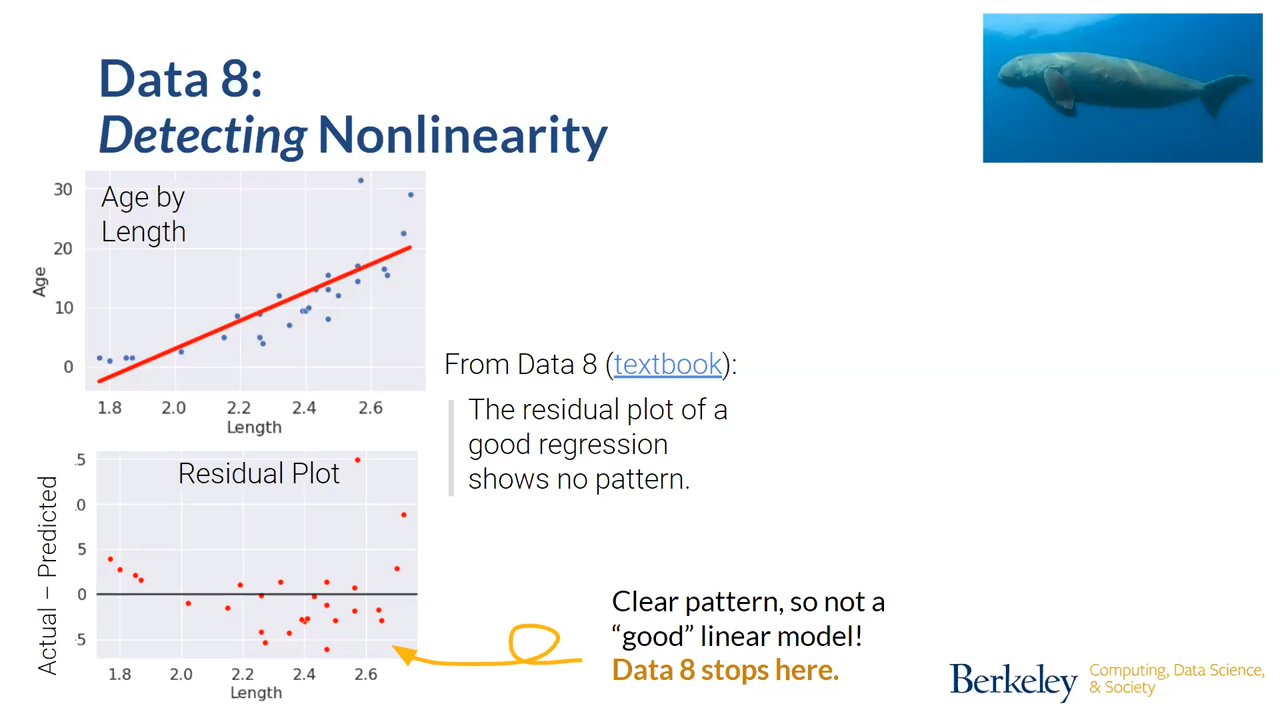 Data 8:
Detecting Nonlinearity
Age by
Length
30
20
10
0
Age
1.8 2.0 2.2 2.4 2.6
Length
From Data 8 (textbook):
The residual plot of a
good regression
shows no pattern.
Residual Plot
.5
.0
5
0
.5
Actual – Predicted
1.8 2.0 2.2 2.4 2.6
Length
Clear pattern, so not a
“good” linear model!
Data 8 stops here.
Berkeley
Computing, Data Science,
& Society